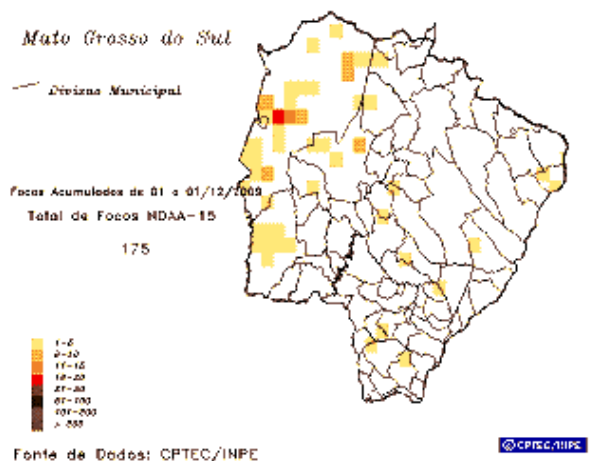 Mato Grosso do Sul
Divisao Municipal
Focos Acumulados de 01 a 01/12/2009
Total de Focos NOAA-15
175
1-5
6-10
11-15
16-20
21-50
51-100
101-200
> 200
Fonte de Dados: CPTEC/INPE
© CPTEC/INPE